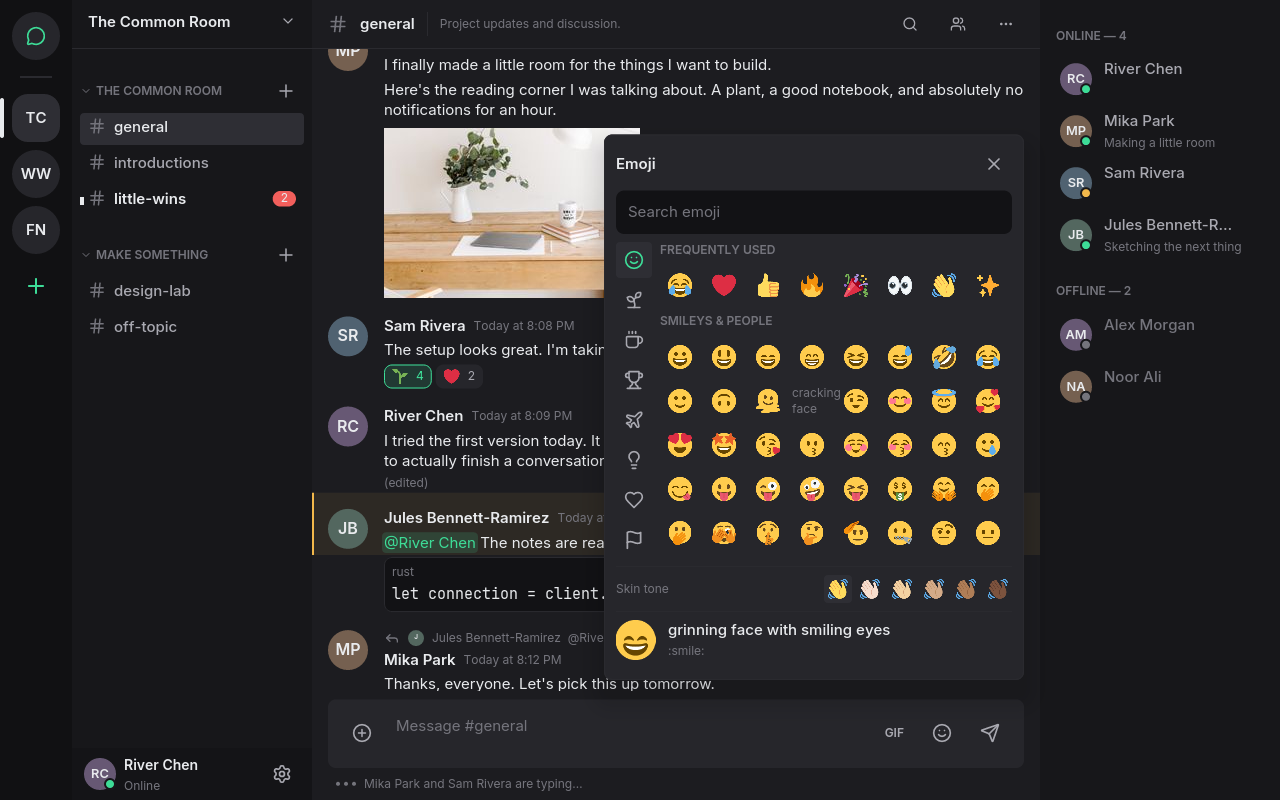 TC
WW
FN
The Common Room
THE COMMON ROOM
general
introductions
little-wins
2
MAKE SOMETHING
design-lab
off-topic
RC
River Chen
Online
general
Project updates and discussion.
MP
I finally made a little room for the things I want to build.
Here's the reading corner I was talking about. A plant, a good notebook, and absolutely no
notifications for an hour.
SR
Sam Rivera Today at 8:08 PM
The setup looks great. I'm takin
4 2
RC
River Chen Today at 8:09 PM
I tried the first version today. It
to actually finish a conversation
(edited)
JB
Jules Bennett-Ramirez Today at
@River Chen The notes are rea
rust
let connection = client.
Jules Bennett-Ramirez @Rive
MP
Mika Park Today at 8:12 PM
Thanks, everyone. Let's pick this up tomorrow.
Message #general
GIF
Mika Park and Sam Rivera are typing...
Emoji
Search emoji
FREQUENTLY USED
SMILEYS & PEOPLE
cracking
face
Skin tone
grinning face with smiling eyes
:smile:
ONLINE — 4
RC
River Chen
MP
Mika Park
Making a little room
SR
Sam Rivera
JB
Jules Bennett-R...
Sketching the next thing
OFFLINE — 2
AM
Alex Morgan
NA
Noor Ali